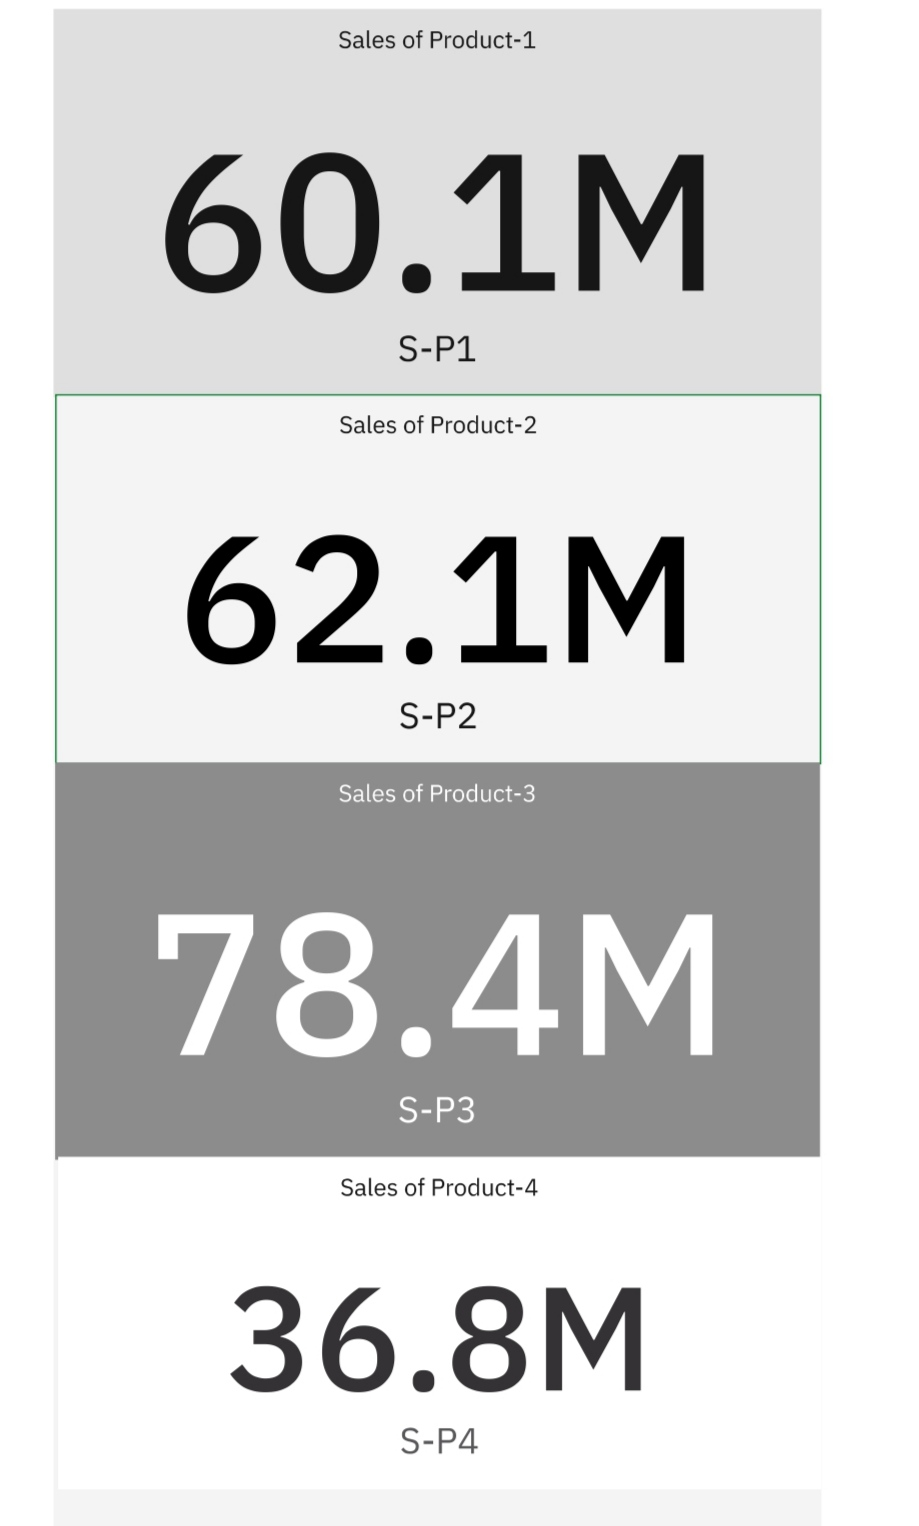 Sales of Product-1
60.1M
S-P1
Sales of Product-2
62.1M
S-P2
Sales of Product-3
78.4M
S-P3
Sales of Product-4
36.8M
S-P4